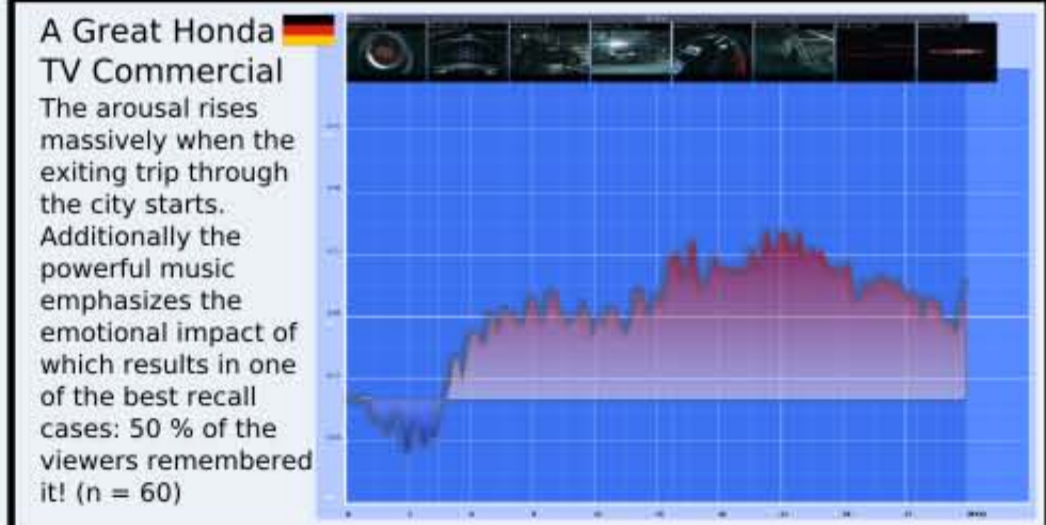 A Great Honda
TV Commercial
The arousal rises
massively when the
exiting trip through
the city starts.
Additionally the
powerful music
emphasizes the
emotional impact of
which results in one
of the best recall
cases: 50 % of the
viewers remembered
it! (n = 60)